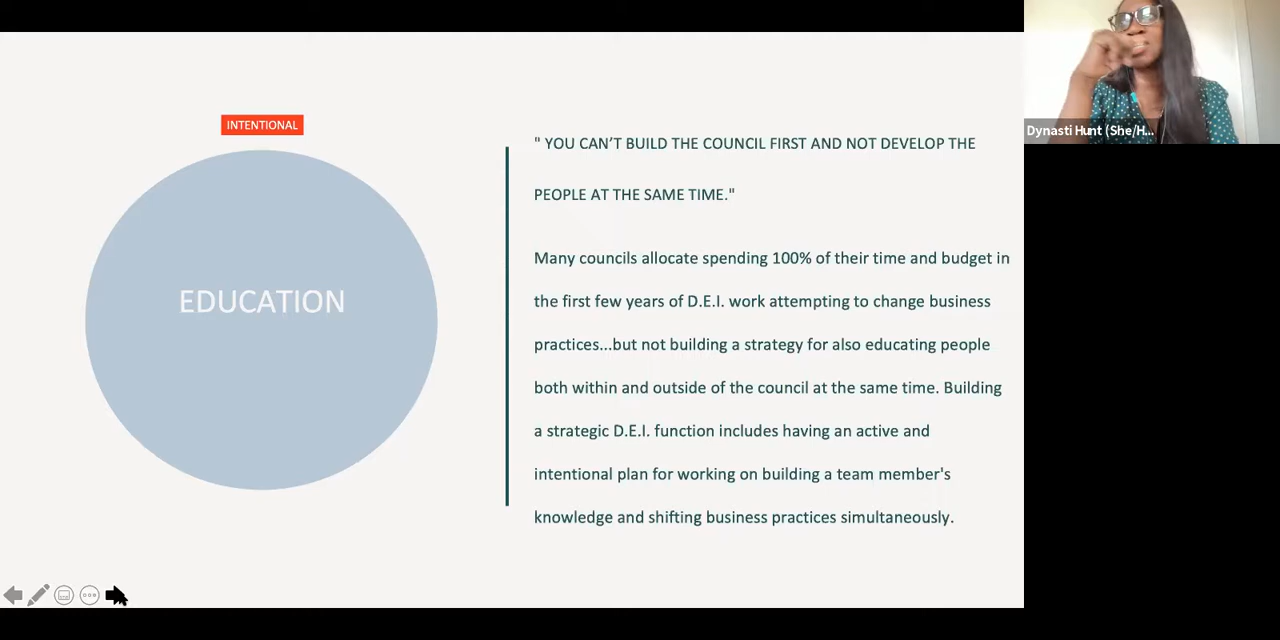 INTENTIONAL
EDUCATION
" YOU CAN’T BUILD THE COUNCIL FIRST AND NOT DEVELOP THE
PEOPLE AT THE SAME TIME."
Many councils allocate spending 100% of their time and budget in
the first few years of D.E.I. work attempting to change business
practices...but not building a strategy for also educating people
both within and outside of the council at the same time. Building
a strategic D.E.I. function includes having an active and
intentional plan for working on building a team member's
knowledge and shifting business practices simultaneously.
Dynasti Hunt (She/H...